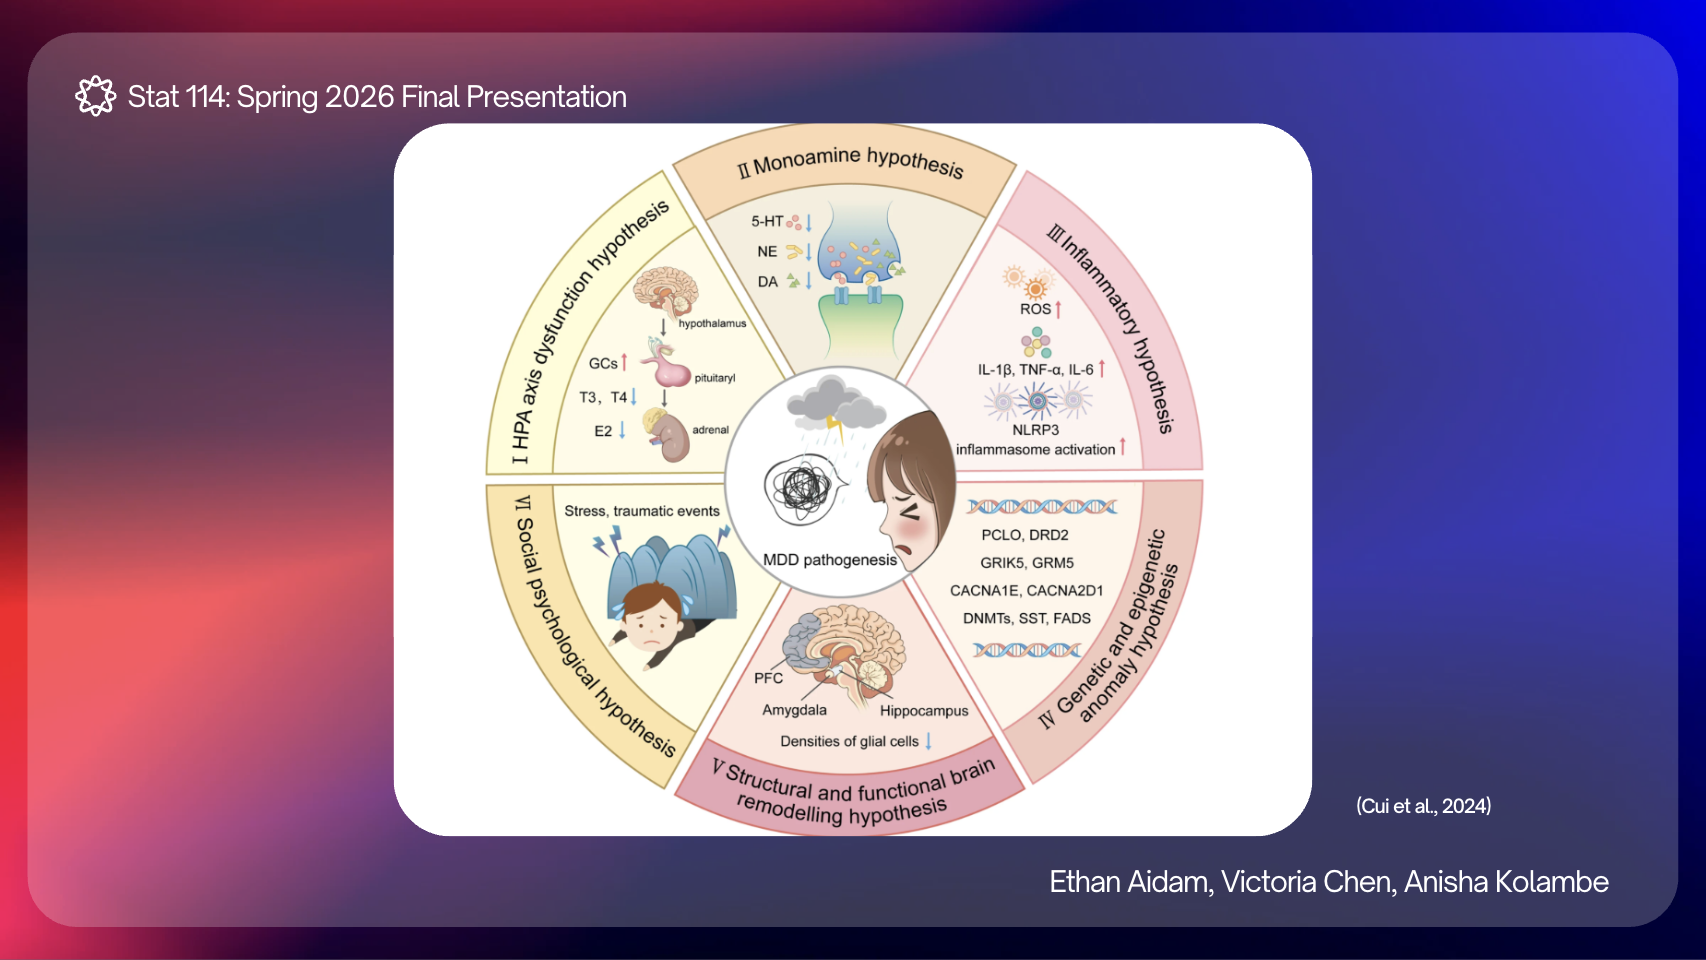 Stat 114: Spring 2026 Final Presentation
Ⅰ HPA axis dysfunction hypothesis
hypothalamus
GCs
pituitaryl
T3, T4
E2
adrenal
Ⅱ Monoamine hypothesis
5-HT
NE
DA
Ⅲ Inflammatory hypothesis
ROS
IL-1β, TNF-α, IL-6
NLRP3
inflammasome activation
Ⅳ Genetic and epigenetic
anomaly hypothesis
PCLO, DRD2
GRIK5, GRM5
CACNA1E, CACNA2D1
DNMTs, SST, FADS
Ⅴ Structural and functional brain
remodelling hypothesis
PFC
Amygdala
Hippocampus
Densities of glial cells
Ⅵ Social psychological hypothesis
Stress, traumatic events
MDD pathogenesis
(Cui et al., 2024)
Ethan Aidam, Victoria Chen, Anisha Kolambe